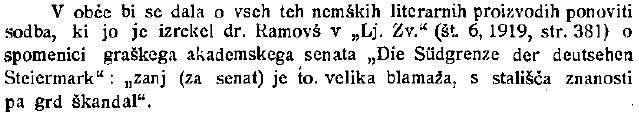 V obče bi se dala o vseh teh nemških literarnih proizvodih ponoviti
sodba, ki jo je izrekel dr. Ramovš v „Lj. Zv.“ (št. 6, 1919, str. 381) o
spomenici graškega akademskega senata „Die Südgrenze der deutschen
Steiermark“: „zanj (za senat) je to. velika blamaža, s stališča znanosti
pa grd škandal“.